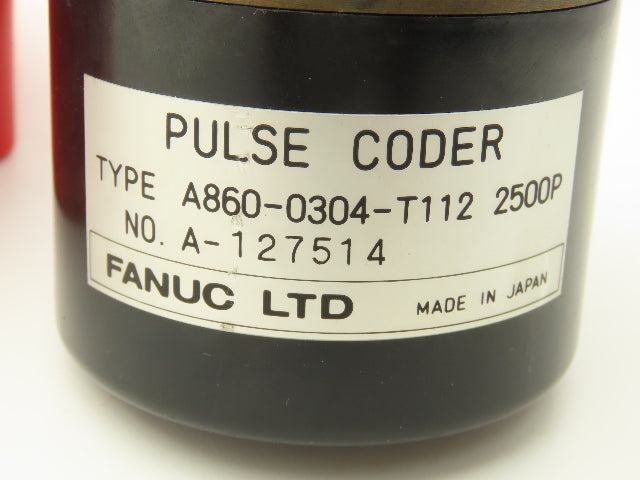 PULSE CODER
TYPE A860-0304-T112 2500P
NO. A-127514
FANUC LTD MADE IN JAPAN